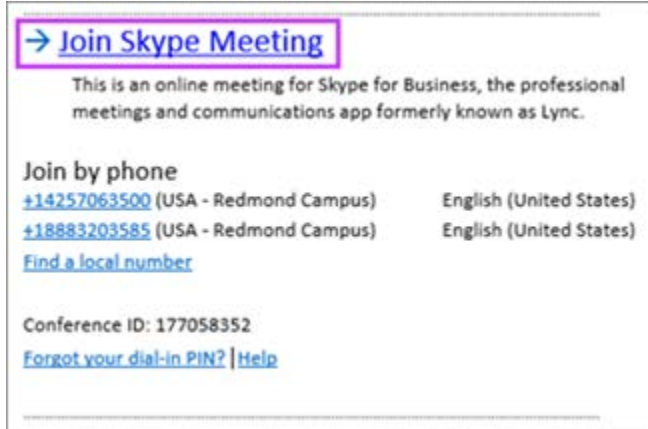 → Join Skype Meeting
This is an online meeting for Skype for Business, the professional
meetings and communications app formerly known as Lync.
Join by phone
+14257063500 (USA - Redmond Campus) English (United States)
+18883203585 (USA - Redmond Campus) English (United States)
Find a local number
Conference ID: 177058352
Forgot your dial-in PIN? | Help